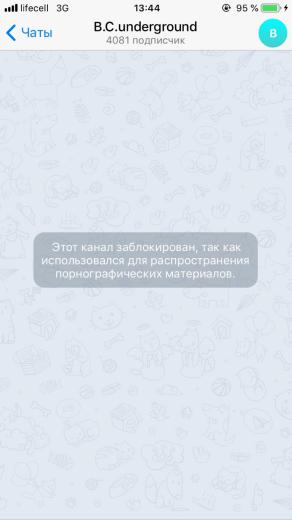 lifecell 3G 13:44 95 %
Чаты
B.C.underground
4081 подписчик
B
Этот канал заблокирован, так как
использовался для распространения
порнографических материалов.